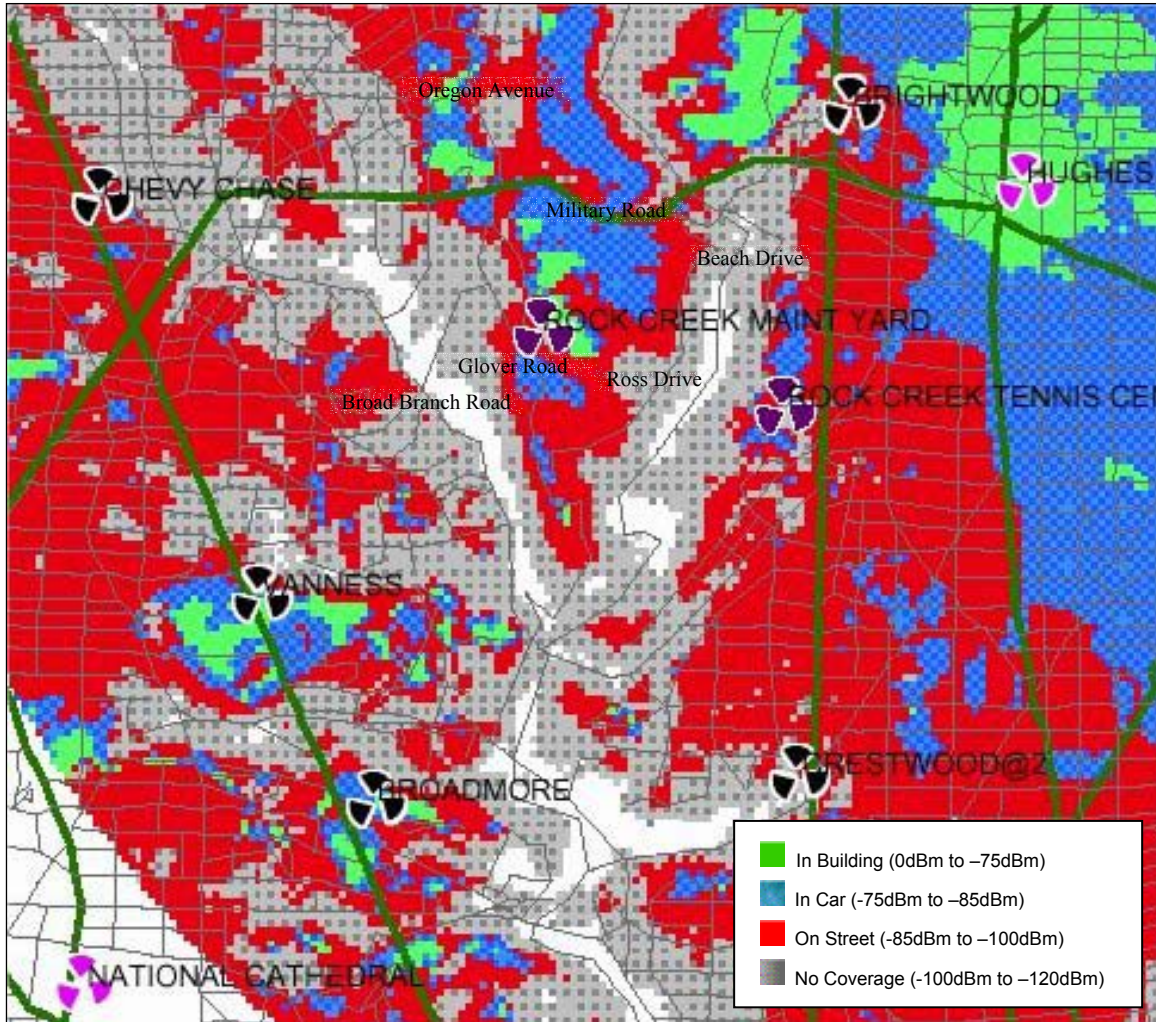 Oregon Avenue
BRIGHTWOOD
CHEVY CHASE
HUGHES
Military Road
Beach Drive
ROCK CREEK MAINT YARD
Glover Road
Ross Drive
Broad Branch Road
ROCK CREEK TENNIS CE
VANNESS
CRESTWOOD@2
BROADMORE
NATIONAL CATHEDRAL
In Building (0dBm to –75dBm)
In Car (-75dBm to –85dBm)
On Street (-85dBm to –100dBm)
No Coverage (-100dBm to –120dBm)